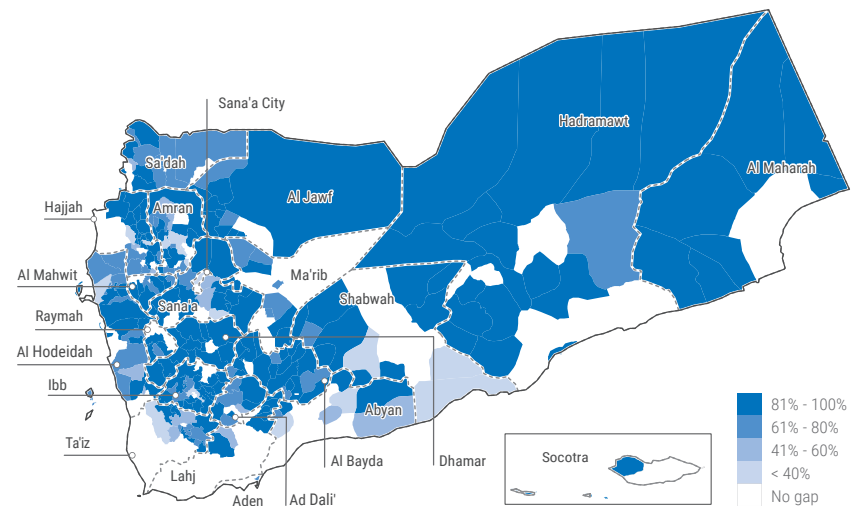 Sana'a City
Hadramawt
Sa'dah
Al Maharah
Al Jawf
Hajjah
Amran
Al Mahwit
Ma'rib
Shabwah
Sana'a
Raymah
Al Hodeidah
Ibb
Abyan
81% - 100%
61% - 80%
41% - 60%
< 40%
No gap
Ta'iz
Al Bayda
Dhamar
Socotra
Lahj
Aden
Ad Dali'